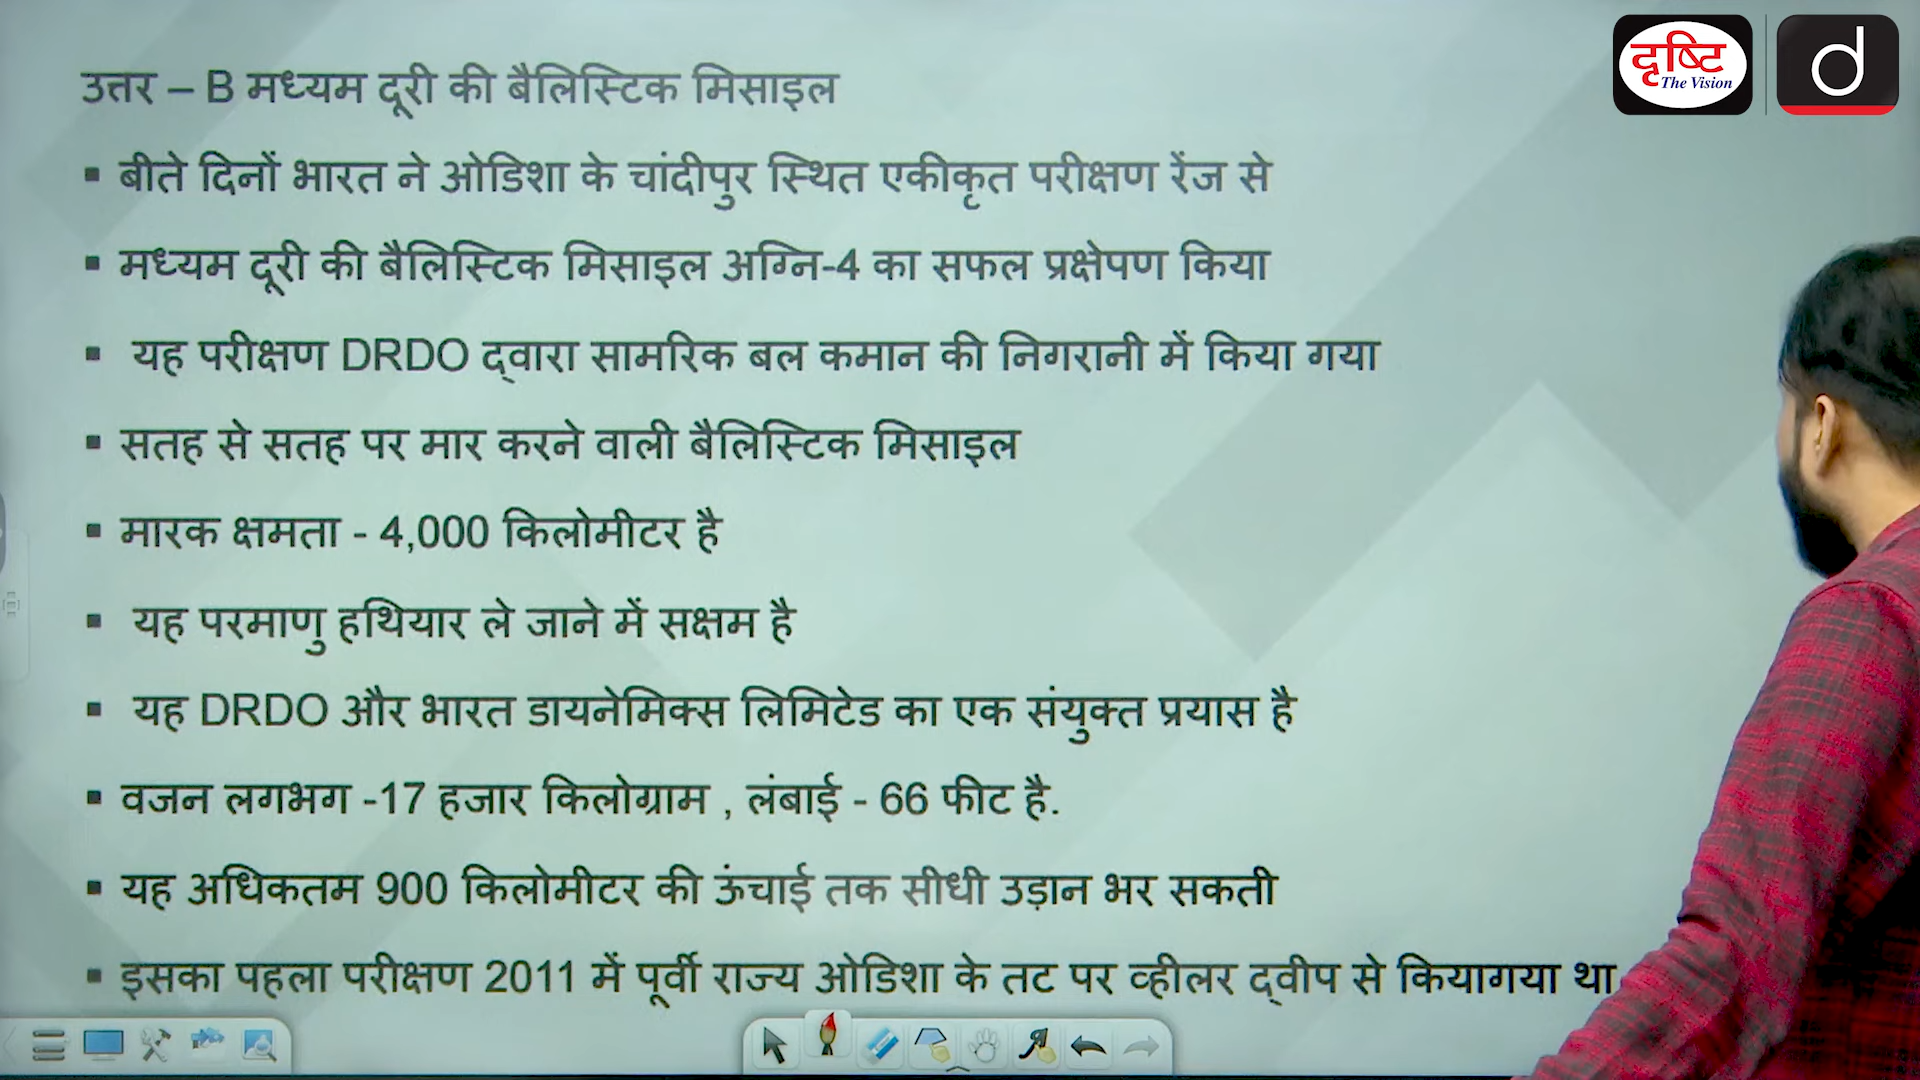 दृष्टि
The Vision
d
उत्तर – B मध्यम दूरी की बैलिस्टिक मिसाइल
▪ बीते दिनों भारत ने ओडिशा के चांदीपुर स्थित एकीकृत परीक्षण रेंज से
▪ मध्यम दूरी की बैलिस्टिक मिसाइल अग्नि-4 का सफल प्रक्षेपण किया
▪ यह परीक्षण DRDO द्वारा सामरिक बल कमान की निगरानी में किया गया
▪ सतह से सतह पर मार करने वाली बैलिस्टिक मिसाइल
▪ मारक क्षमता - 4,000 किलोमीटर है
▪ यह परमाणु हथियार ले जाने में सक्षम है
▪ यह DRDO और भारत डायनेमिक्स लिमिटेड का एक संयुक्त प्रयास है
▪ वजन लगभग -17 हजार किलोग्राम , लंबाई - 66 फीट है.
▪ यह अधिकतम 900 किलोमीटर की ऊंचाई तक सीधी उड़ान भर सकती
▪ इसका पहला परीक्षण 2011 में पूर्वी राज्य ओडिशा के तट पर व्हीलर द्वीप से कियागया था